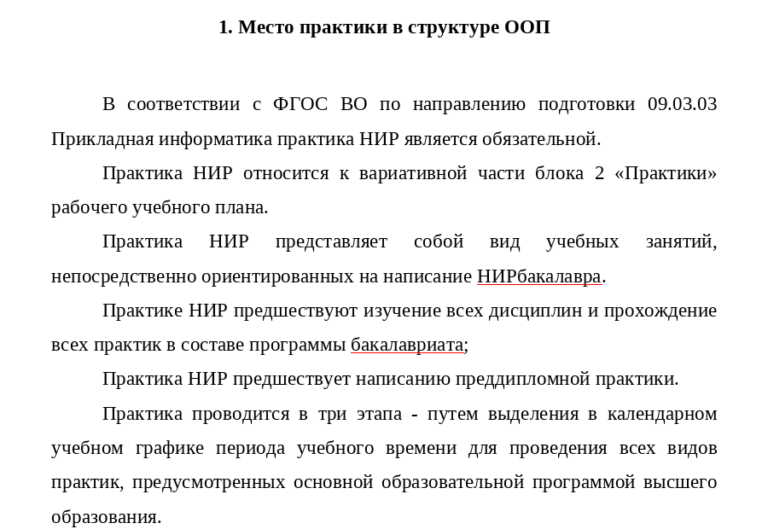 1. Место практики в структуре ООП
В соответствии с ФГОС ВО по направлению подготовки 09.03.03
Прикладная информатика практика НИР является обязательной.
Практика НИР относится к вариативной части блока 2 «Практики»
рабочего учебного плана.
Практика НИР представляет собой вид учебных занятий,
непосредственно ориентированных на написание НИРбакалавра.
Практике НИР предшествуют изучение всех дисциплин и прохождение
всех практик в составе программы бакалавриата;
Практика НИР предшествует написанию преддипломной практики.
Практика проводится в три этапа - путем выделения в календарном
учебном графике периода учебного времени для проведения всех видов
практик, предусмотренных основной образовательной программой высшего
образования.